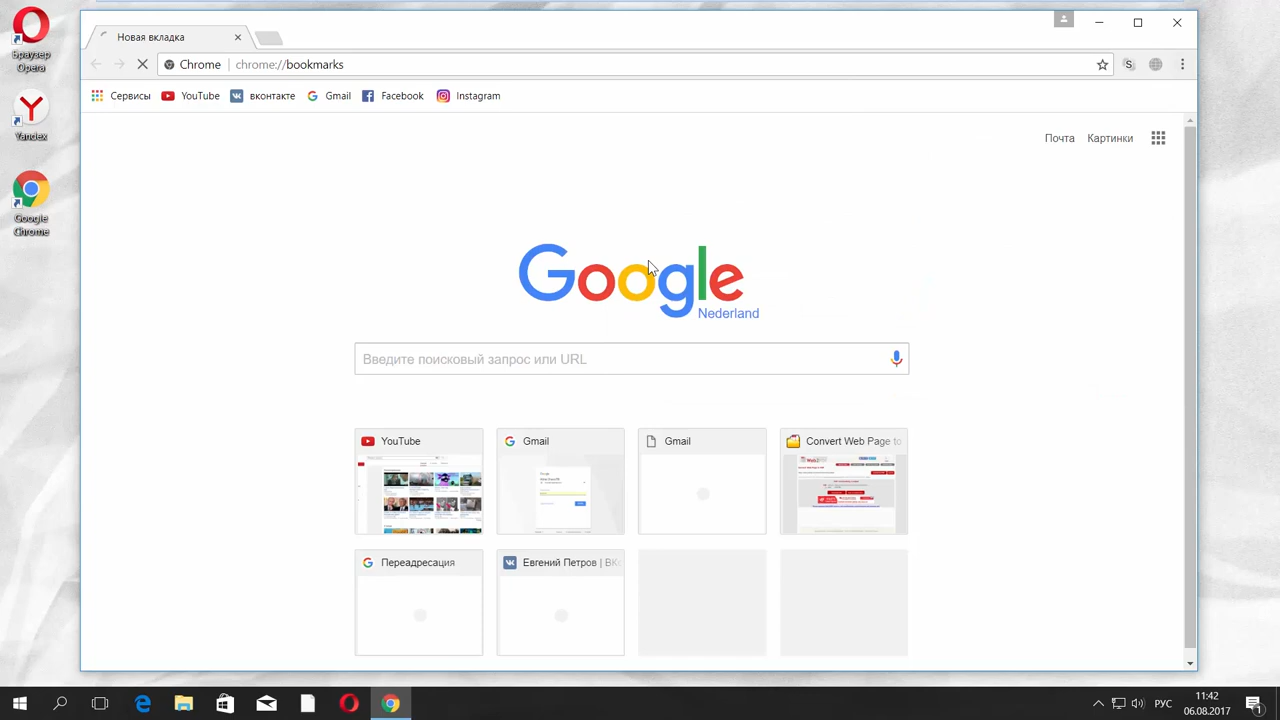 Браузер
Opera
Yandex
Google
Chrome
Новая вкладка
Chrome
chrome://bookmarks
Сервисы
YouTube
вконтакте
Gmail
Facebook
Instagram
Почта
Картинки
Google
Nederland
Введите поисковый запрос или URL
YouTube
Gmail
Gmail
Convert Web Page to
Переадресация
Евгений Петров | ВК
РУС
11:42
06.08.2017
1